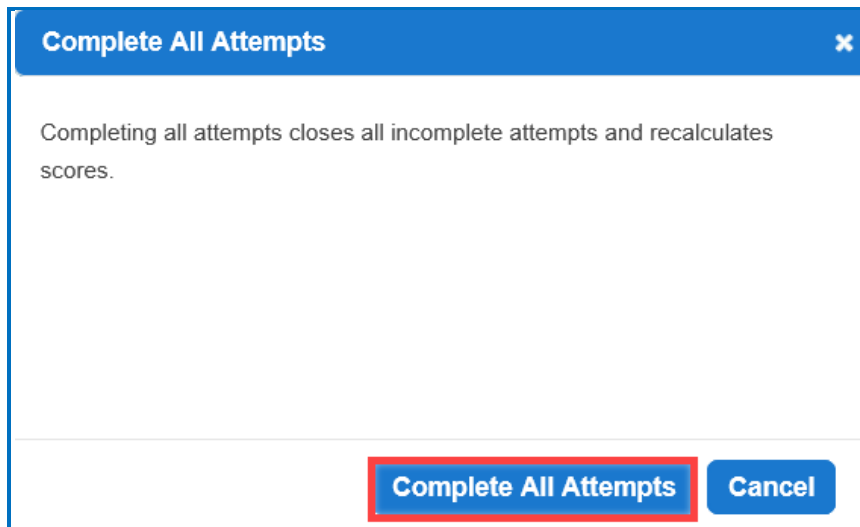 Complete All Attempts
Completing all attempts closes all incomplete attempts and recalculates
scores.
Complete All Attempts Cancel